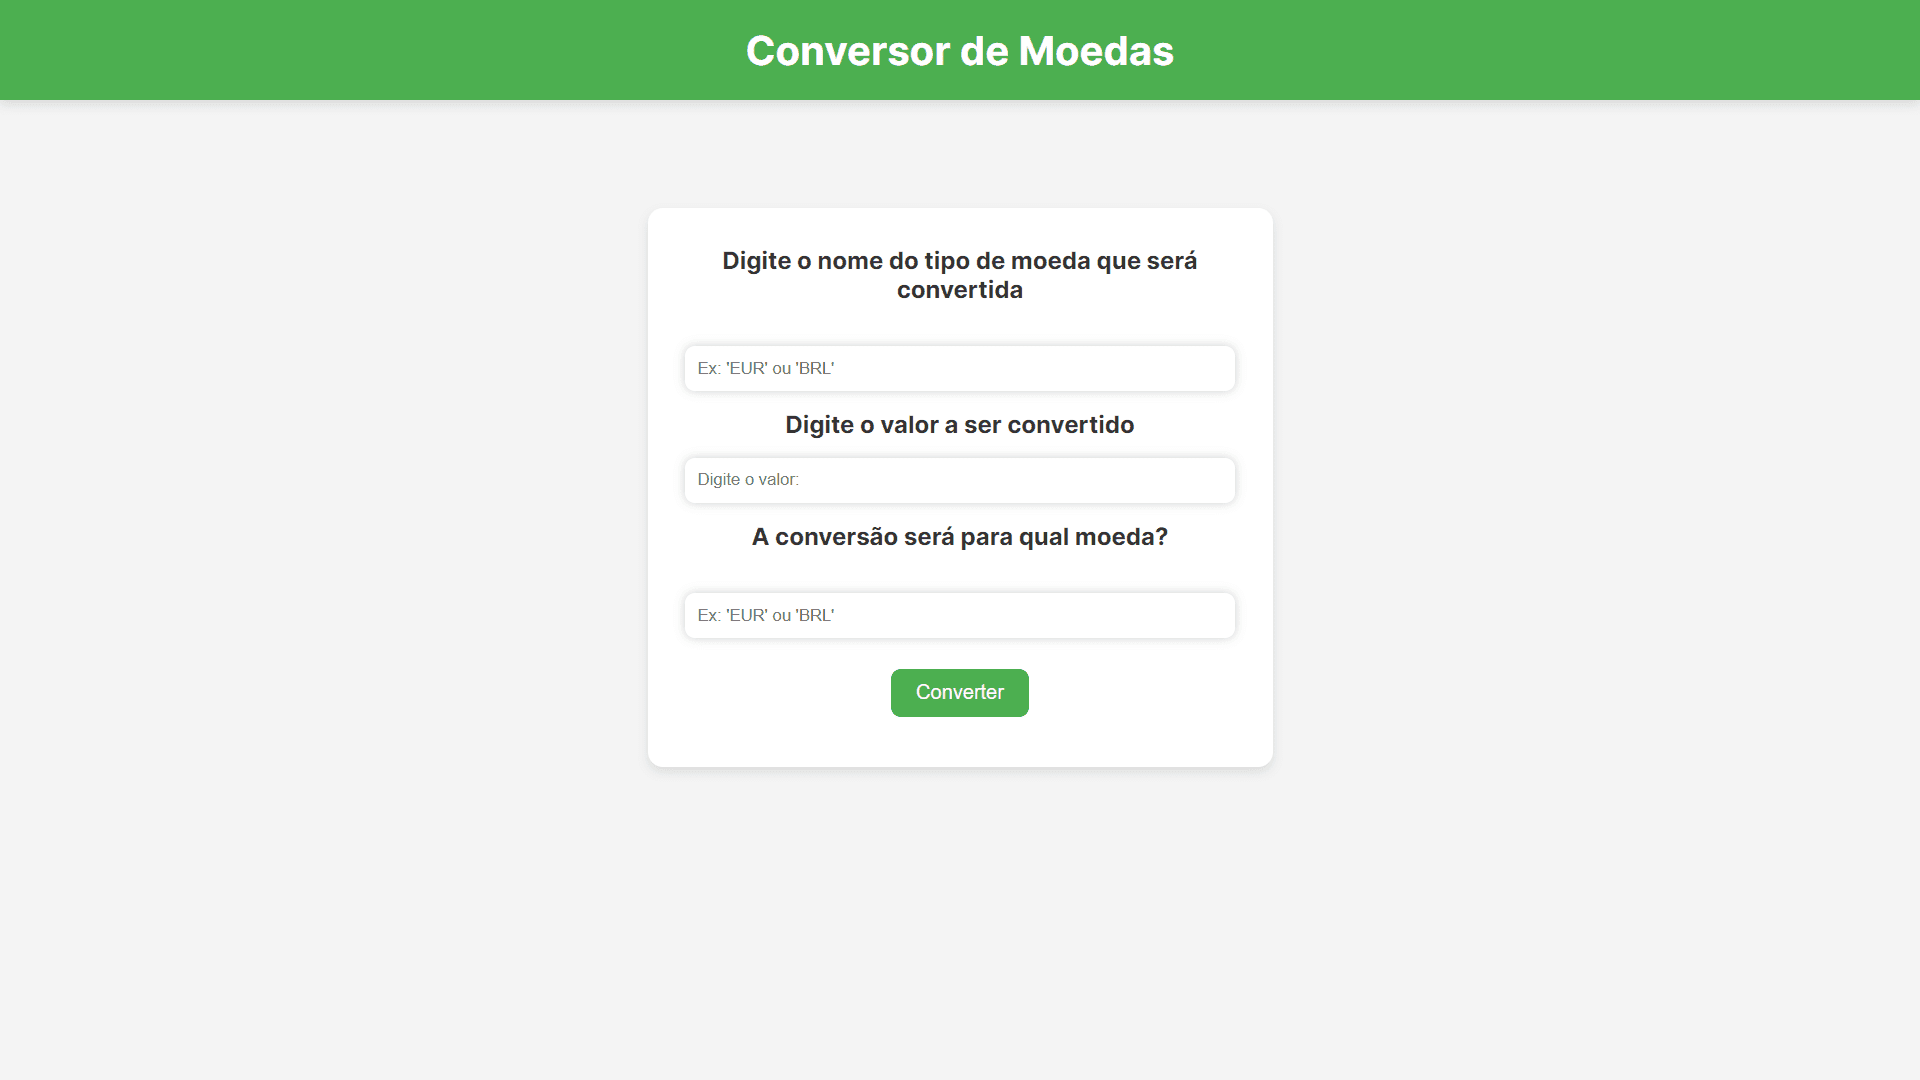 Conversor de Moedas
Digite o nome do tipo de moeda que será
convertida
Ex: 'EUR' ou 'BRL'
Digite o valor a ser convertido
Digite o valor:
A conversão será para qual moeda?
Ex: 'EUR' ou 'BRL'
Converter